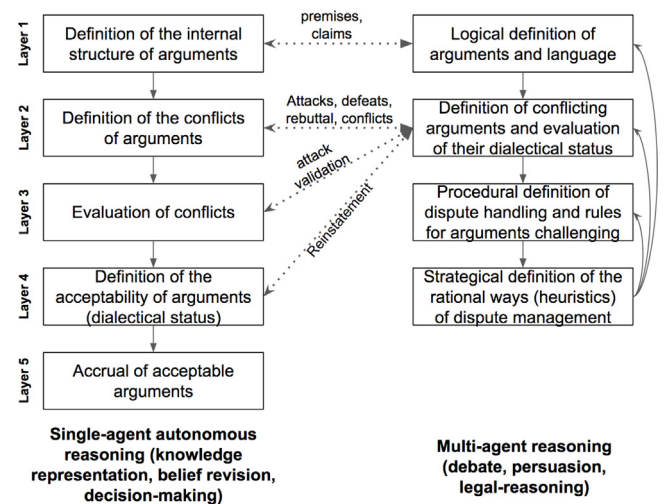 Layer 1
Definition of the internal
structure of arguments
premises,
claims
Logical definition of
arguments and language
Layer 2
Definition of the conflicts
of arguments
Attacks, defeats,
rebuttal, conflicts
Definition of conflicting
arguments and evaluation
of their dialectical status
attack
validation
Layer 3
Evaluation of conflicts
Reinstatement
Procedural definition of
dispute handling and rules
for arguments challenging
Layer 4
Definition of the
acceptability of arguments
(dialectical status)
Strategical definition of the
rational ways (heuristics)
of dispute management
Layer 5
Accrual of acceptable
arguments
Single-agent autonomous
reasoning (knowledge
representation, belief revision,
decision-making)
Multi-agent reasoning
(debate, persuasion,
legal-reasoning)